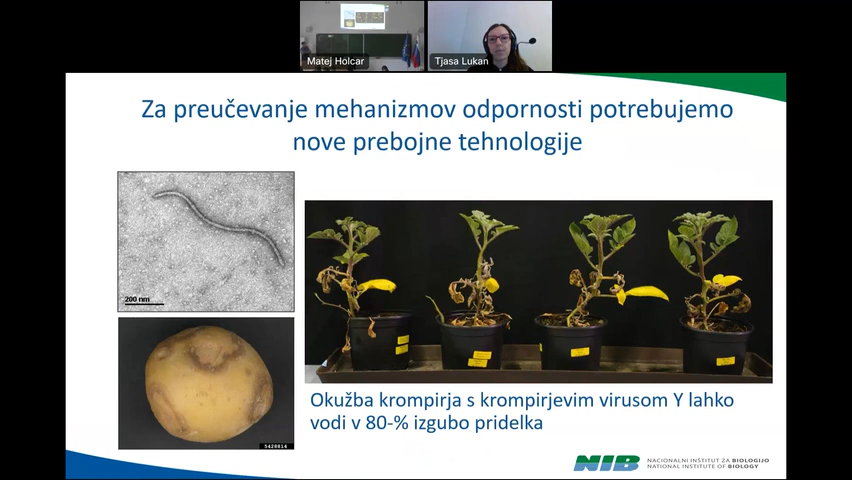 Matej Holcar
Tjasa Lukan
Za preučevanje mehanizmov odpornosti potrebujemo
nove prebojne tehnologije
200 nm
5428814
Okužba krompirja s krompirjevim virusom Y lahko
vodi v 80-% izgubo pridelka
NIB
NACIONALNI INŠTITUT ZA BIOLOGIJO
NATIONAL INSTITUTE OF BIOLOGY